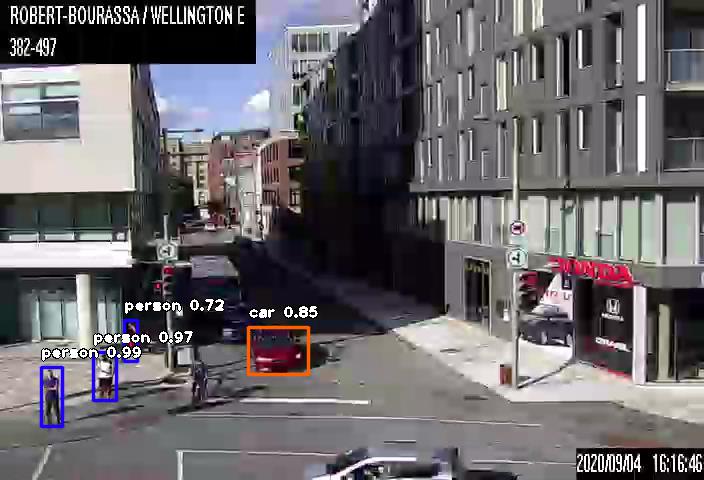 ROBERT-BOURASSA / WELLINGTON E
382-497
person 0.72
car 0.85
person 0.97
person 0.99
HONDA
HONDA
2020/09/04 16:16:46